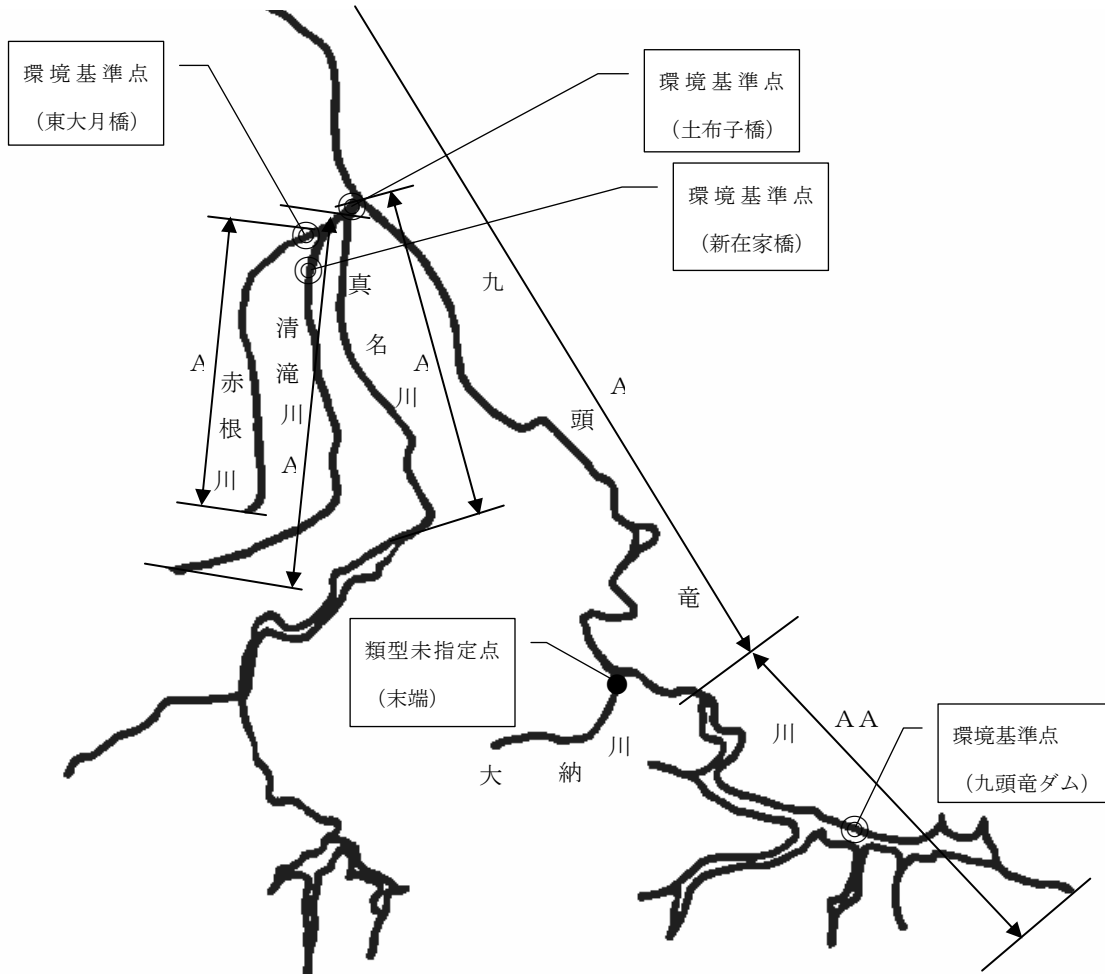 環境基準点
（東大月橋）
環境基準点
（土布子橋）
環境基準点
（新在家橋）
九頭竜川
A
AA
真名川
A
清滝川
A
赤根川
A
類型未指定点
（末端）
大納川
環境基準点
（九頭竜ダム）